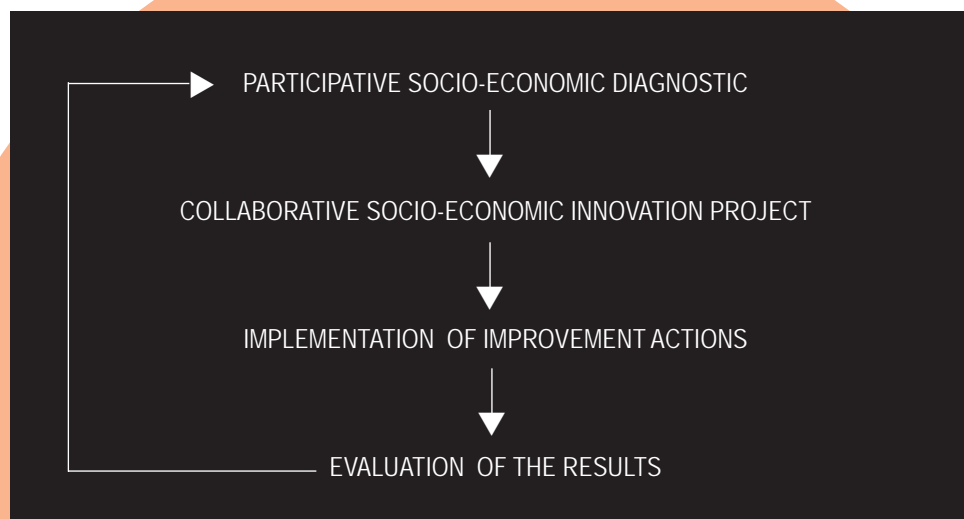 PARTICIPATIVE SOCIO-ECONOMIC DIAGNOSTIC
COLLABORATIVE SOCIO-ECONOMIC INNOVATION PROJECT
IMPLEMENTATION OF IMPROVEMENT ACTIONS
EVALUATION OF THE RESULTS